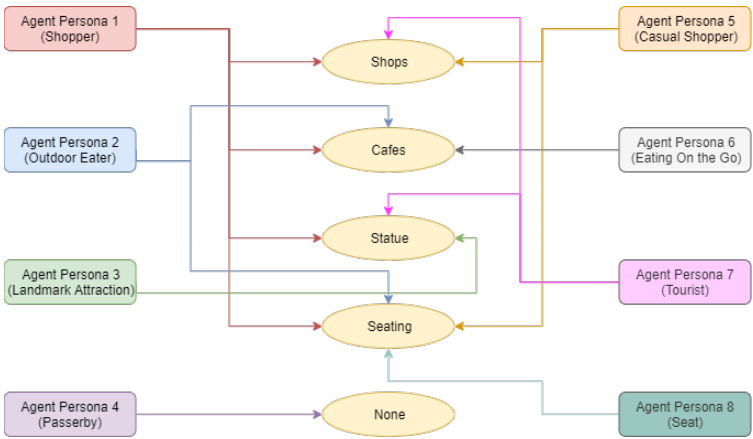 Agent Persona 1
(Shopper)
Agent Persona 5
(Casual Shopper)
Shops
Agent Persona 2
(Outdoor Eater)
Cafes
Agent Persona 6
(Eating On the Go)
Statue
Agent Persona 3
(Landmark Attraction)
Agent Persona 7
(Tourist)
Seating
Agent Persona 4
(Passerby)
None
Agent Persona 8
(Seat)